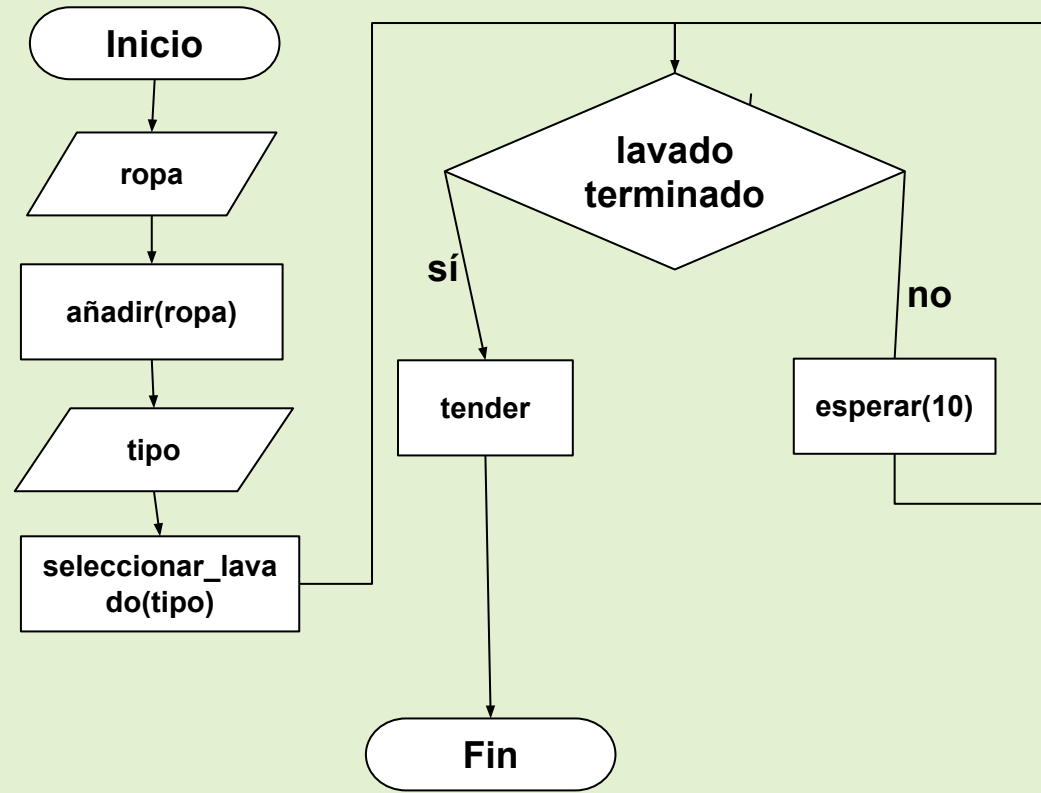 Inicio
ropa
añadir(ropa)
tipo
seleccionar_lava
do(tipo)
lavado
terminado
sí
no
tender
esperar(10)
Fin